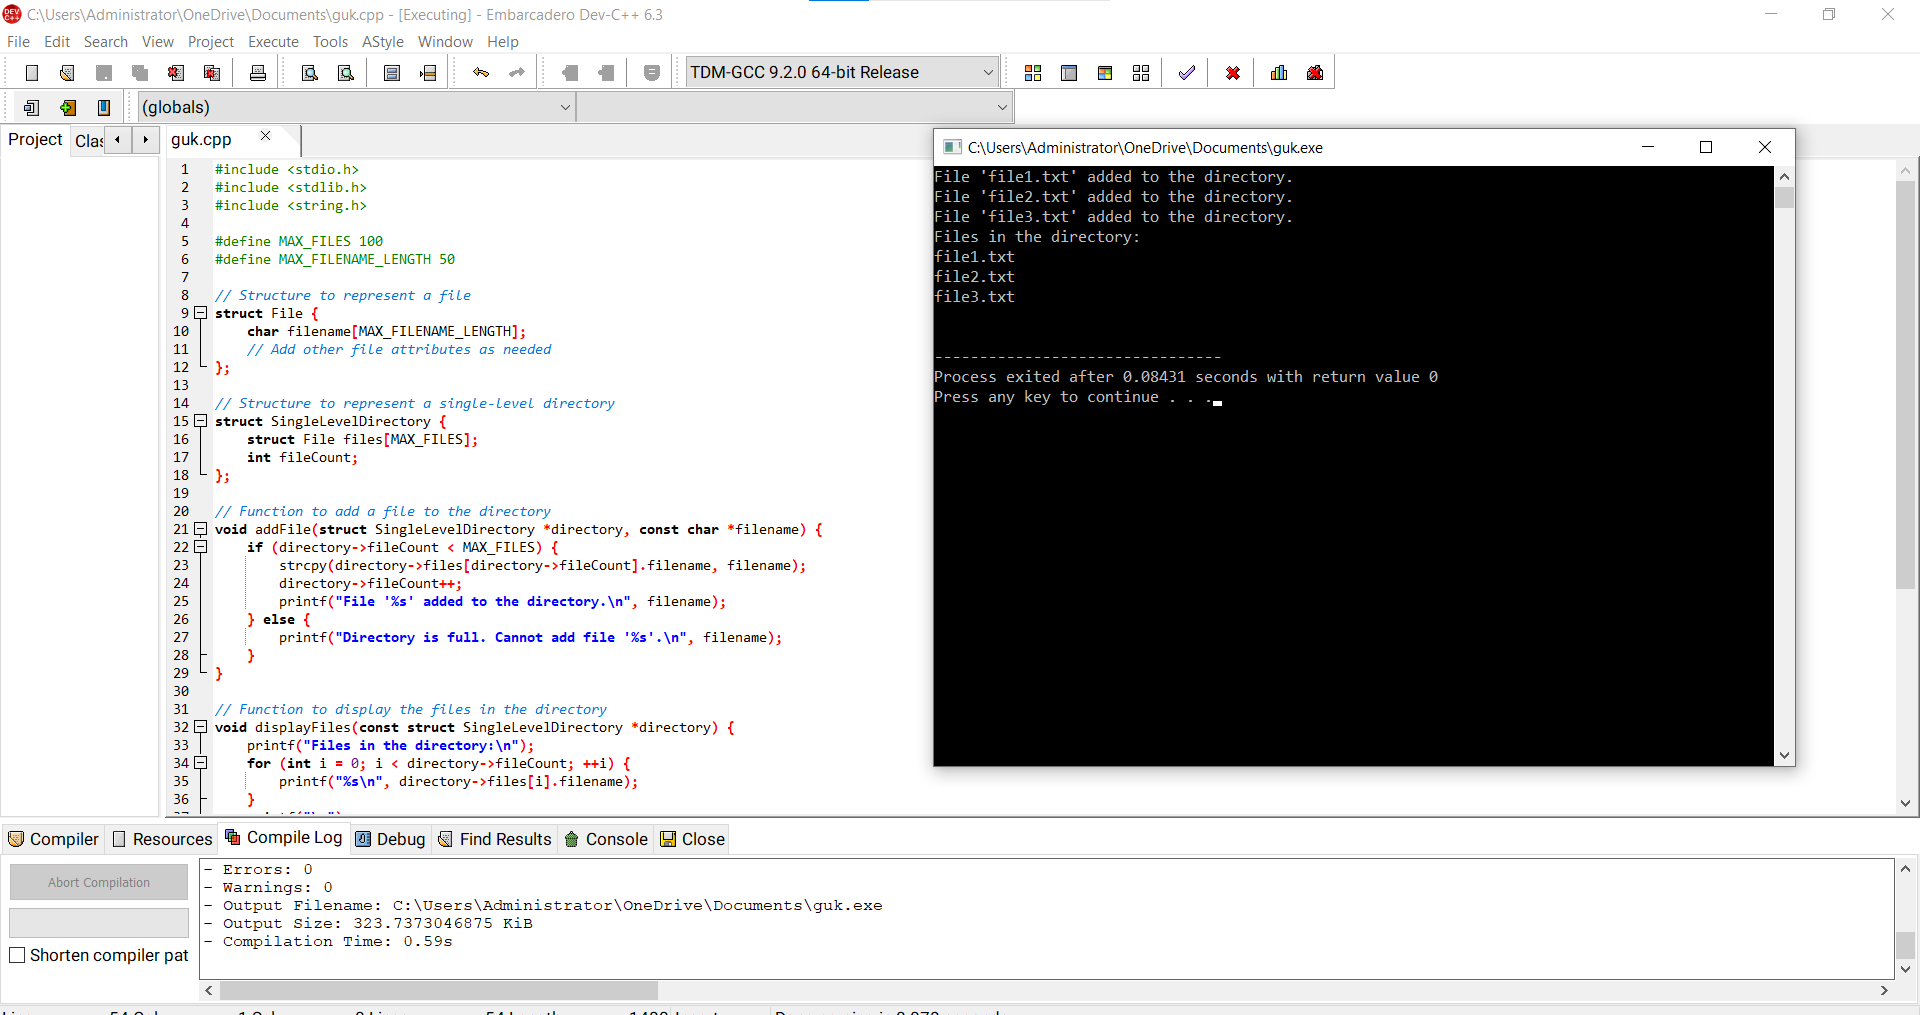 C:\Users\Administrator\OneDrive\Documents\guk.cpp - [Executing] - Embarcadero Dev-C++ 6.3
File Edit Search View Project Execute Tools AStyle Window Help
TDM-GCC 9.2.0 64-bit Release
(globals)
Project Clas guk.cpp
1 #include <stdio.h>
2 #include <stdlib.h>
3 #include <string.h>
4
5 #define MAX_FILES 100
6 #define MAX_FILENAME_LENGTH 50
7
8 // Structure to represent a file
9 struct File {
10 char filename[MAX_FILENAME_LENGTH];
11 // Add other file attributes as needed
12 };
13
14 // Structure to represent a single-level directory
15 struct SingleLevelDirectory {
16 struct File files[MAX_FILES];
17 int fileCount;
18 };
19
20 // Function to add a file to the directory
21 void addFile(struct SingleLevelDirectory *directory, const char *filename) {
22 if (directory->fileCount < MAX_FILES) {
23 strcpy(directory->files[directory->fileCount].filename, filename);
24 directory->fileCount++;
25 printf("File '%s' added to the directory.\n", filename);
26 } else {
27 printf("Directory is full. Cannot add file '%s'.\n", filename);
28 }
29 }
30
31 // Function to display the files in the directory
32 void displayFiles(const struct SingleLevelDirectory *directory) {
33 printf("Files in the directory:\n");
34 for (int i = 0; i < directory->fileCount; ++i) {
35 printf("%s\n", directory->files[i].filename);
36 }
C:\Users\Administrator\OneDrive\Documents\guk.exe
File 'file1.txt' added to the directory.
File 'file2.txt' added to the directory.
File 'file3.txt' added to the directory.
Files in the directory:
file1.txt
file2.txt
file3.txt
--------------------------------
Process exited after 0.08431 seconds with return value 0
Press any key to continue . . .
Compiler Resources Compile Log Debug Find Results Console Close
Abort Compilation
Shorten compiler pat
- Errors: 0
- Warnings: 0
- Output Filename: C:\Users\Administrator\OneDrive\Documents\guk.exe
- Output Size: 323.7373046875 KiB
- Compilation Time: 0.59s